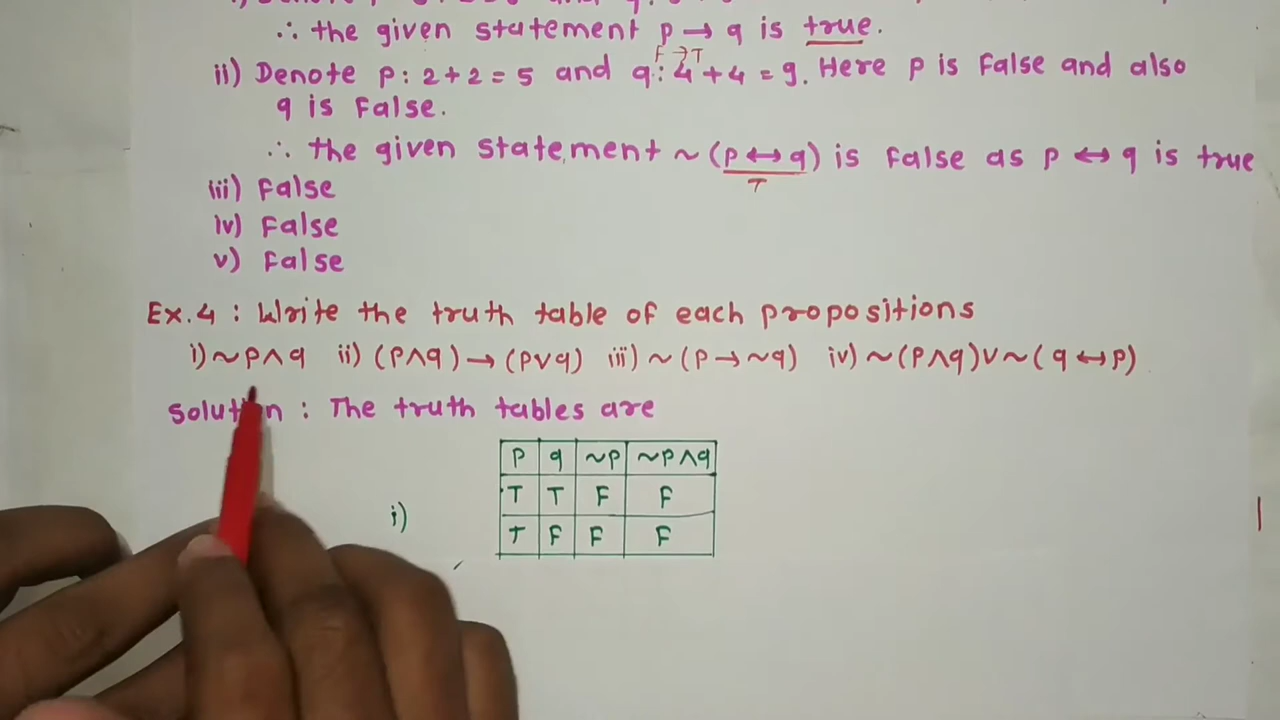 ∴ the given statement p → q is true.
F → T
ii) Denote p : 2 + 2 = 5 and q : 4 + 4 = 9. Here p is False and also
q is False.
∴ the given statement ~ (p ↔ q) is False as p ↔ q is true
T
iii) False
iv) False
v) False
Ex.4 : Write the truth table of each propositions
i) ~p∧q ii) (p∧q) → (p∨q) iii) ~ (p → ~q) iv) ~(p∧q)∨~(q ↔ p)
Solution : The truth tables are
p q ~p ~p∧q
T T F F
i)
T F F F